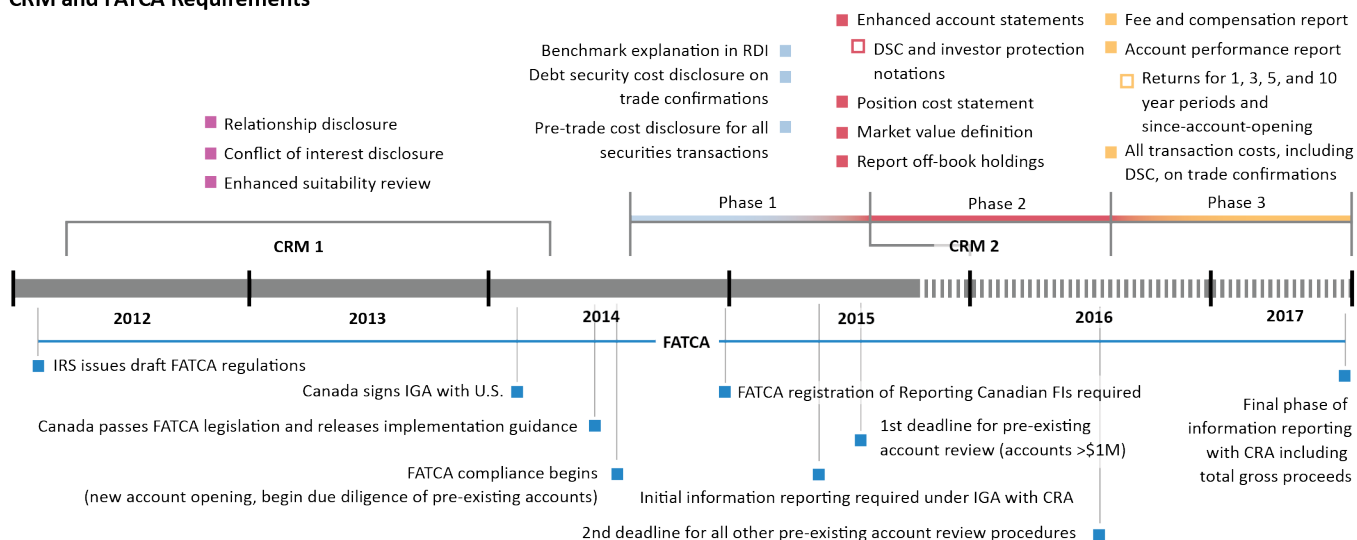 CRM and FATCA Requirements
Enhanced account statements
DSC and investor protection
notations
Position cost statement
Market value definition
Report off-book holdings
Fee and compensation report
Account performance report
Returns for 1, 3, 5, and 10
year periods and
since-account-opening
All transaction costs, including
DSC, on trade confirmations
Benchmark explanation in RDI
Debt security cost disclosure on
trade confirmations
Pre-trade cost disclosure for all
securities transactions
Relationship disclosure
Conflict of interest disclosure
Enhanced suitability review
Phase 1
Phase 2
Phase 3
CRM 1
CRM 2
2012
2013
2014
2015
2016
2017
FATCA
IRS issues draft FATCA regulations
Canada signs IGA with U.S.
Canada passes FATCA legislation and releases implementation guidance
FATCA compliance begins
(new account opening, begin due diligence of pre-existing accounts)
FATCA registration of Reporting Canadian FIs required
1st deadline for pre-existing
account review (accounts >$1M)
Initial information reporting required under IGA with CRA
2nd deadline for all other pre-existing account review procedures
Final phase of
information reporting
with CRA including
total gross proceeds